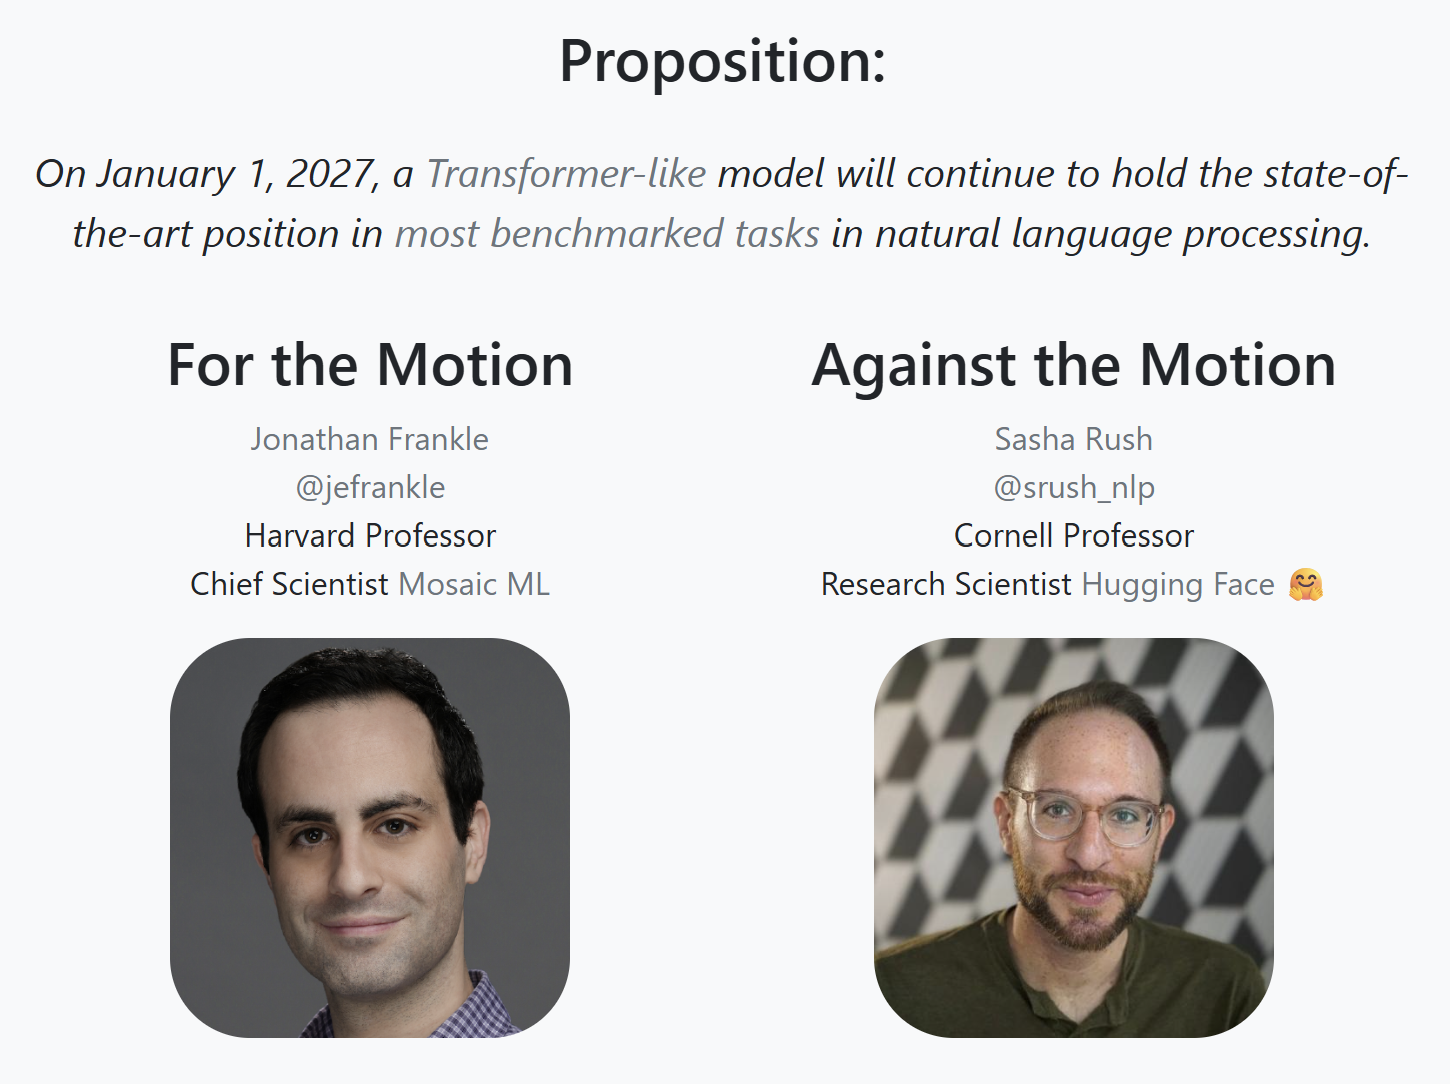 Proposition:
On January 1, 2027, a Transformer-like model will continue to hold the state-of-
the-art position in most benchmarked tasks in natural language processing.
For the Motion
Jonathan Frankle
@jefrankle
Harvard Professor
Chief Scientist Mosaic ML
Against the Motion
Sasha Rush
@srush_nlp
Cornell Professor
Research Scientist Hugging Face 🤗